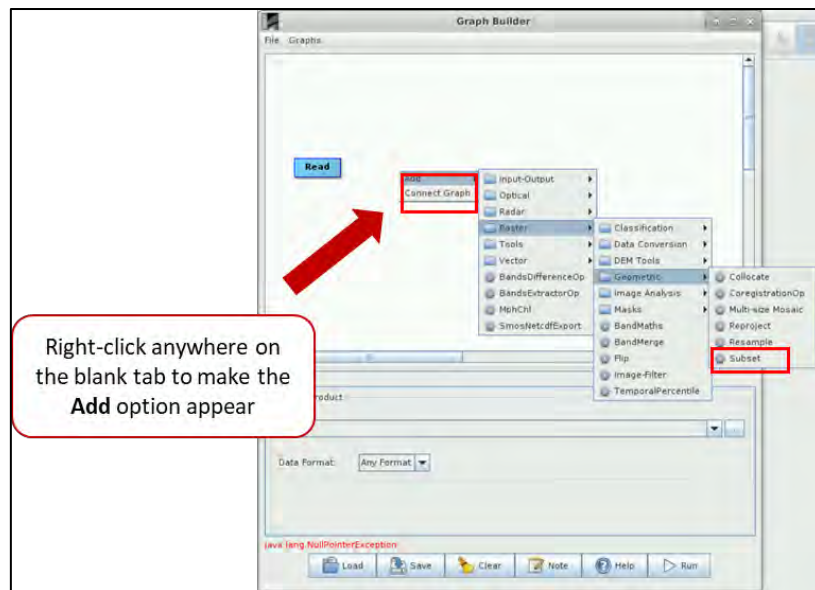 Graph Builder
File Graphs
Read
Add
Connect Graph
Input-Output
Optical
Radar
Raster
Tools
Vector
BandsDifferenceOp
BandsExtractorOp
MphChl
SmosNetcdfExport
Classification
Data Conversion
DEM Tools
Geometric
Image Analysis
Masks
BandMaths
BandMerge
Flip
Image-Filter
TemporalPercentile
Collocate
CoregistrationOp
Multi-size Mosaic
Reproject
Resample
Subset
Right-click anywhere on
the blank tab to make the
Add option appear
Data Format: Any Format
java.lang.NullPointerException
Load Save Clear Note Help Run